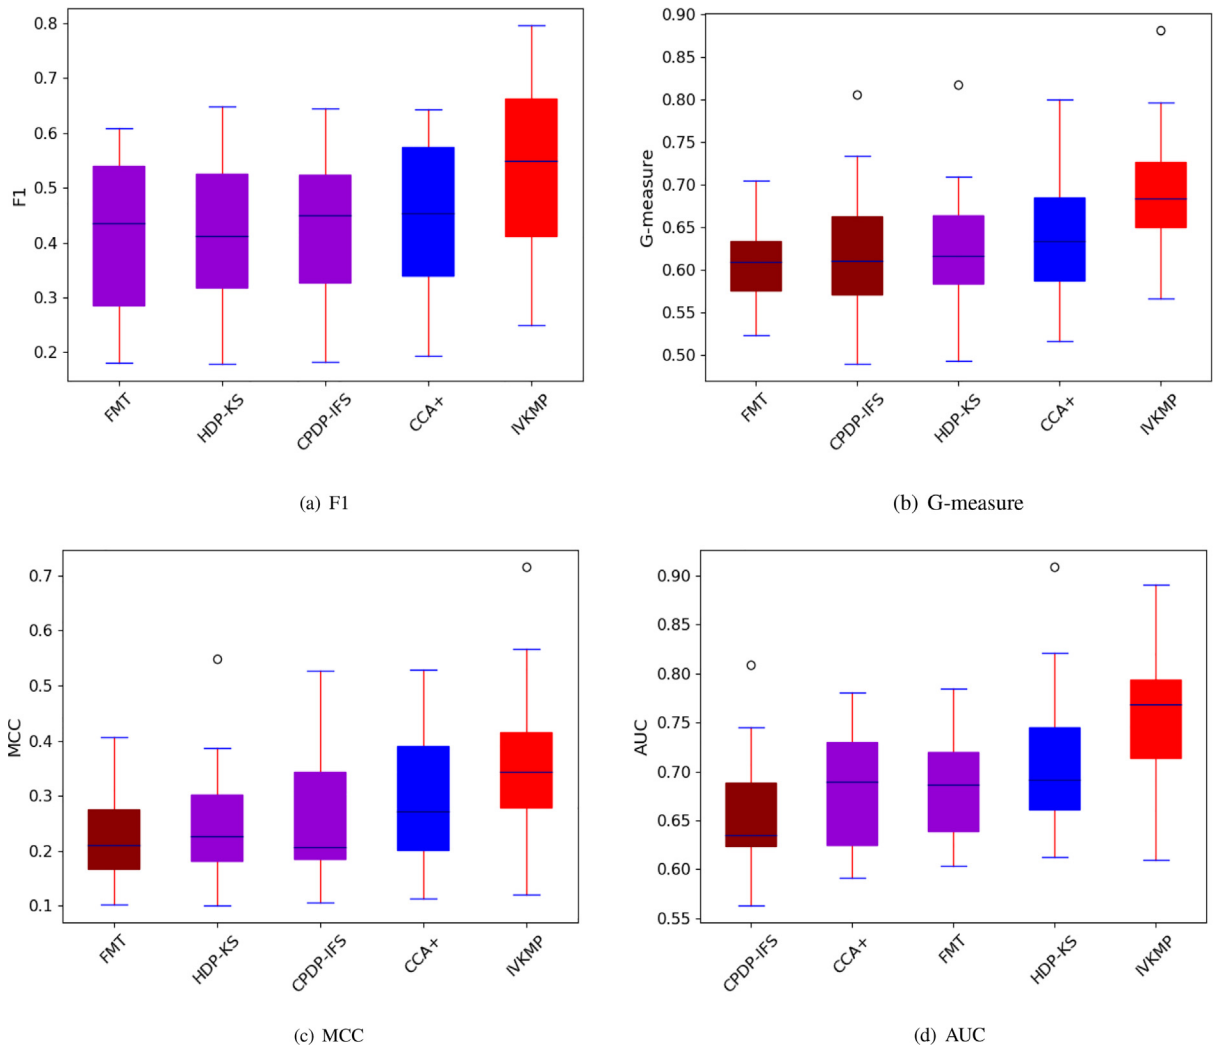 0.8
0.7
0.6
0.5
0.4
0.3
0.2
F1
FMT
HDP-KS
CPDP-IFS
CCA+
IVKMP
(a) F1
0.90
0.85
0.80
0.75
0.70
0.65
0.60
0.55
0.50
G-measure
FMT
CPDP-IFS
HDP-KS
CCA+
IVKMP
(b) G-measure
0.7
0.6
0.5
0.4
0.3
0.2
0.1
MCC
FMT
HDP-KS
CPDP-IFS
CCA+
IVKMP
(c) MCC
0.90
0.85
0.80
0.75
0.70
0.65
0.60
0.55
AUC
CPDP-IFS
CCA+
FMT
HDP-KS
IVKMP
(d) AUC